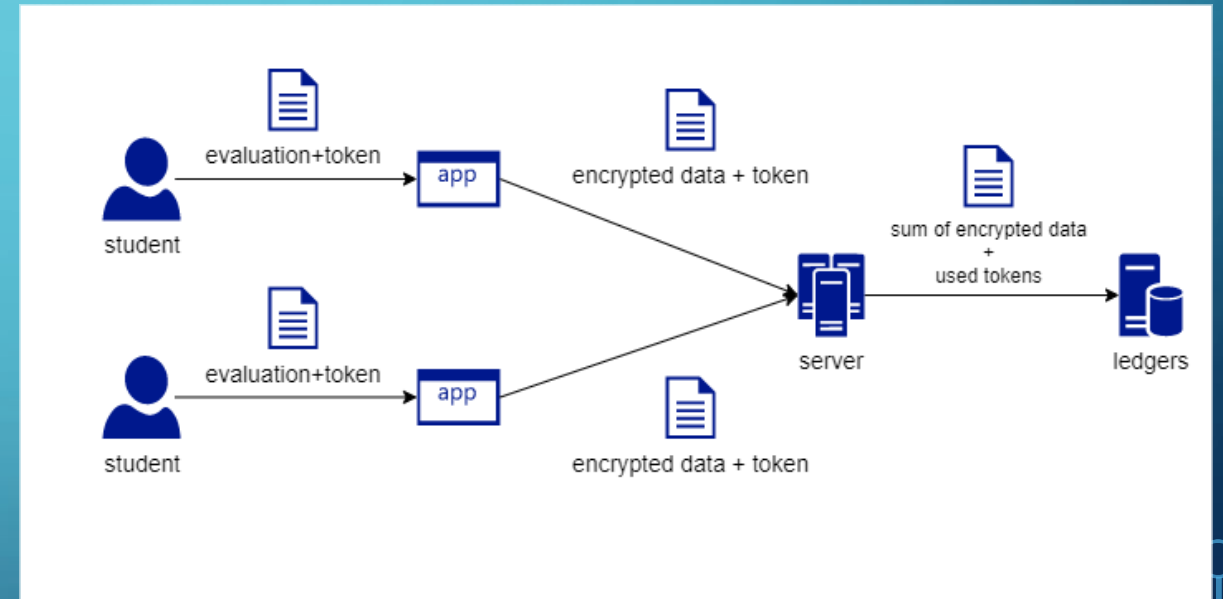 evaluation+token
app
student
encrypted data + token
sum of encrypted data
+
used tokens
server
ledgers
evaluation+token
app
student
encrypted data + token